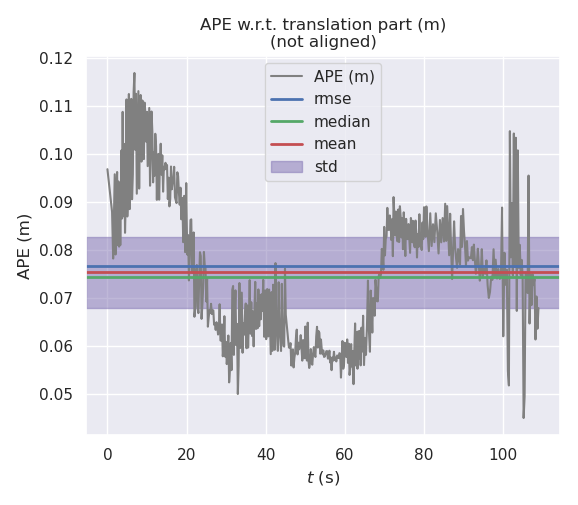 APE w.r.t. translation part (m)
(not aligned)
0.12
0.11
0.10
0.09
0.08
0.07
0.06
0.05
APE (m)
APE (m)
rmse
median
mean
std
0 20 40 60 80 100
t (s)